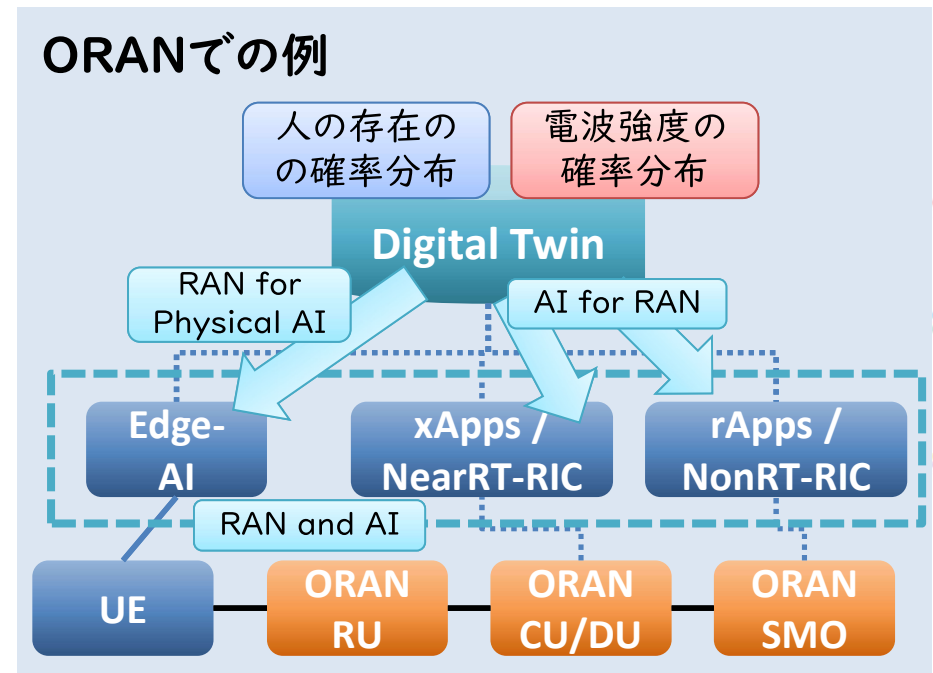 ORANでの例
人の存在の
の確率分布
電波強度の
確率分布
Digital Twin
RAN for
Physical AI
AI for RAN
Edge-
AI
xApps /
NearRT-RIC
rApps /
NonRT-RIC
RAN and AI
UE
ORAN
RU
ORAN
CU/DU
ORAN
SMO